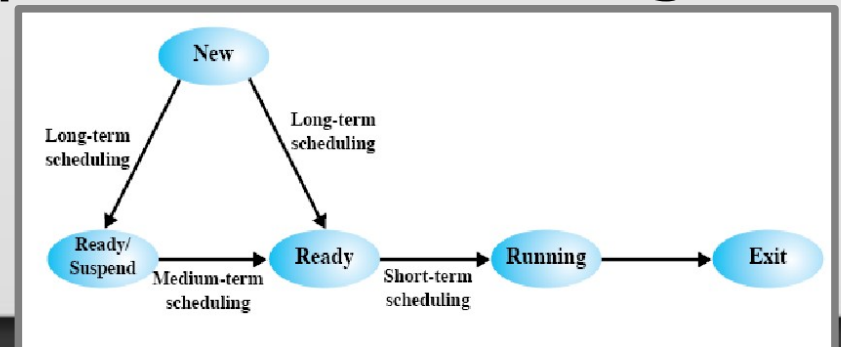 New
Long-term
scheduling
Long-term
scheduling
Ready/
Suspend
Medium-term
scheduling
Ready
Short-term
scheduling
Running
Exit